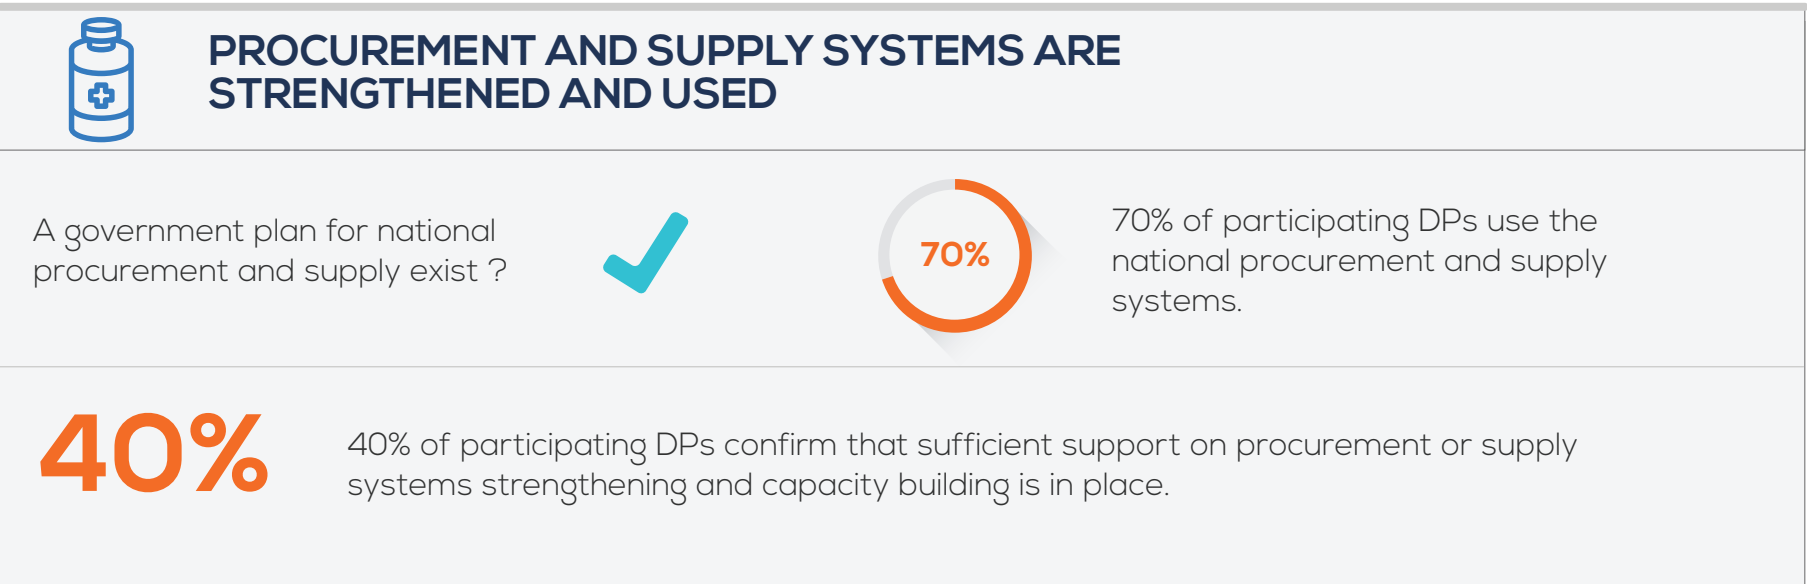 PROCUREMENT AND SUPPLY SYSTEMS ARE
STRENGTHENED AND USED
A government plan for national
procurement and supply exist ?
70%
70% of participating DPs use the
national procurement and supply
systems.
40%
40% of participating DPs confirm that sufficient support on procurement or supply
systems strengthening and capacity building is in place.